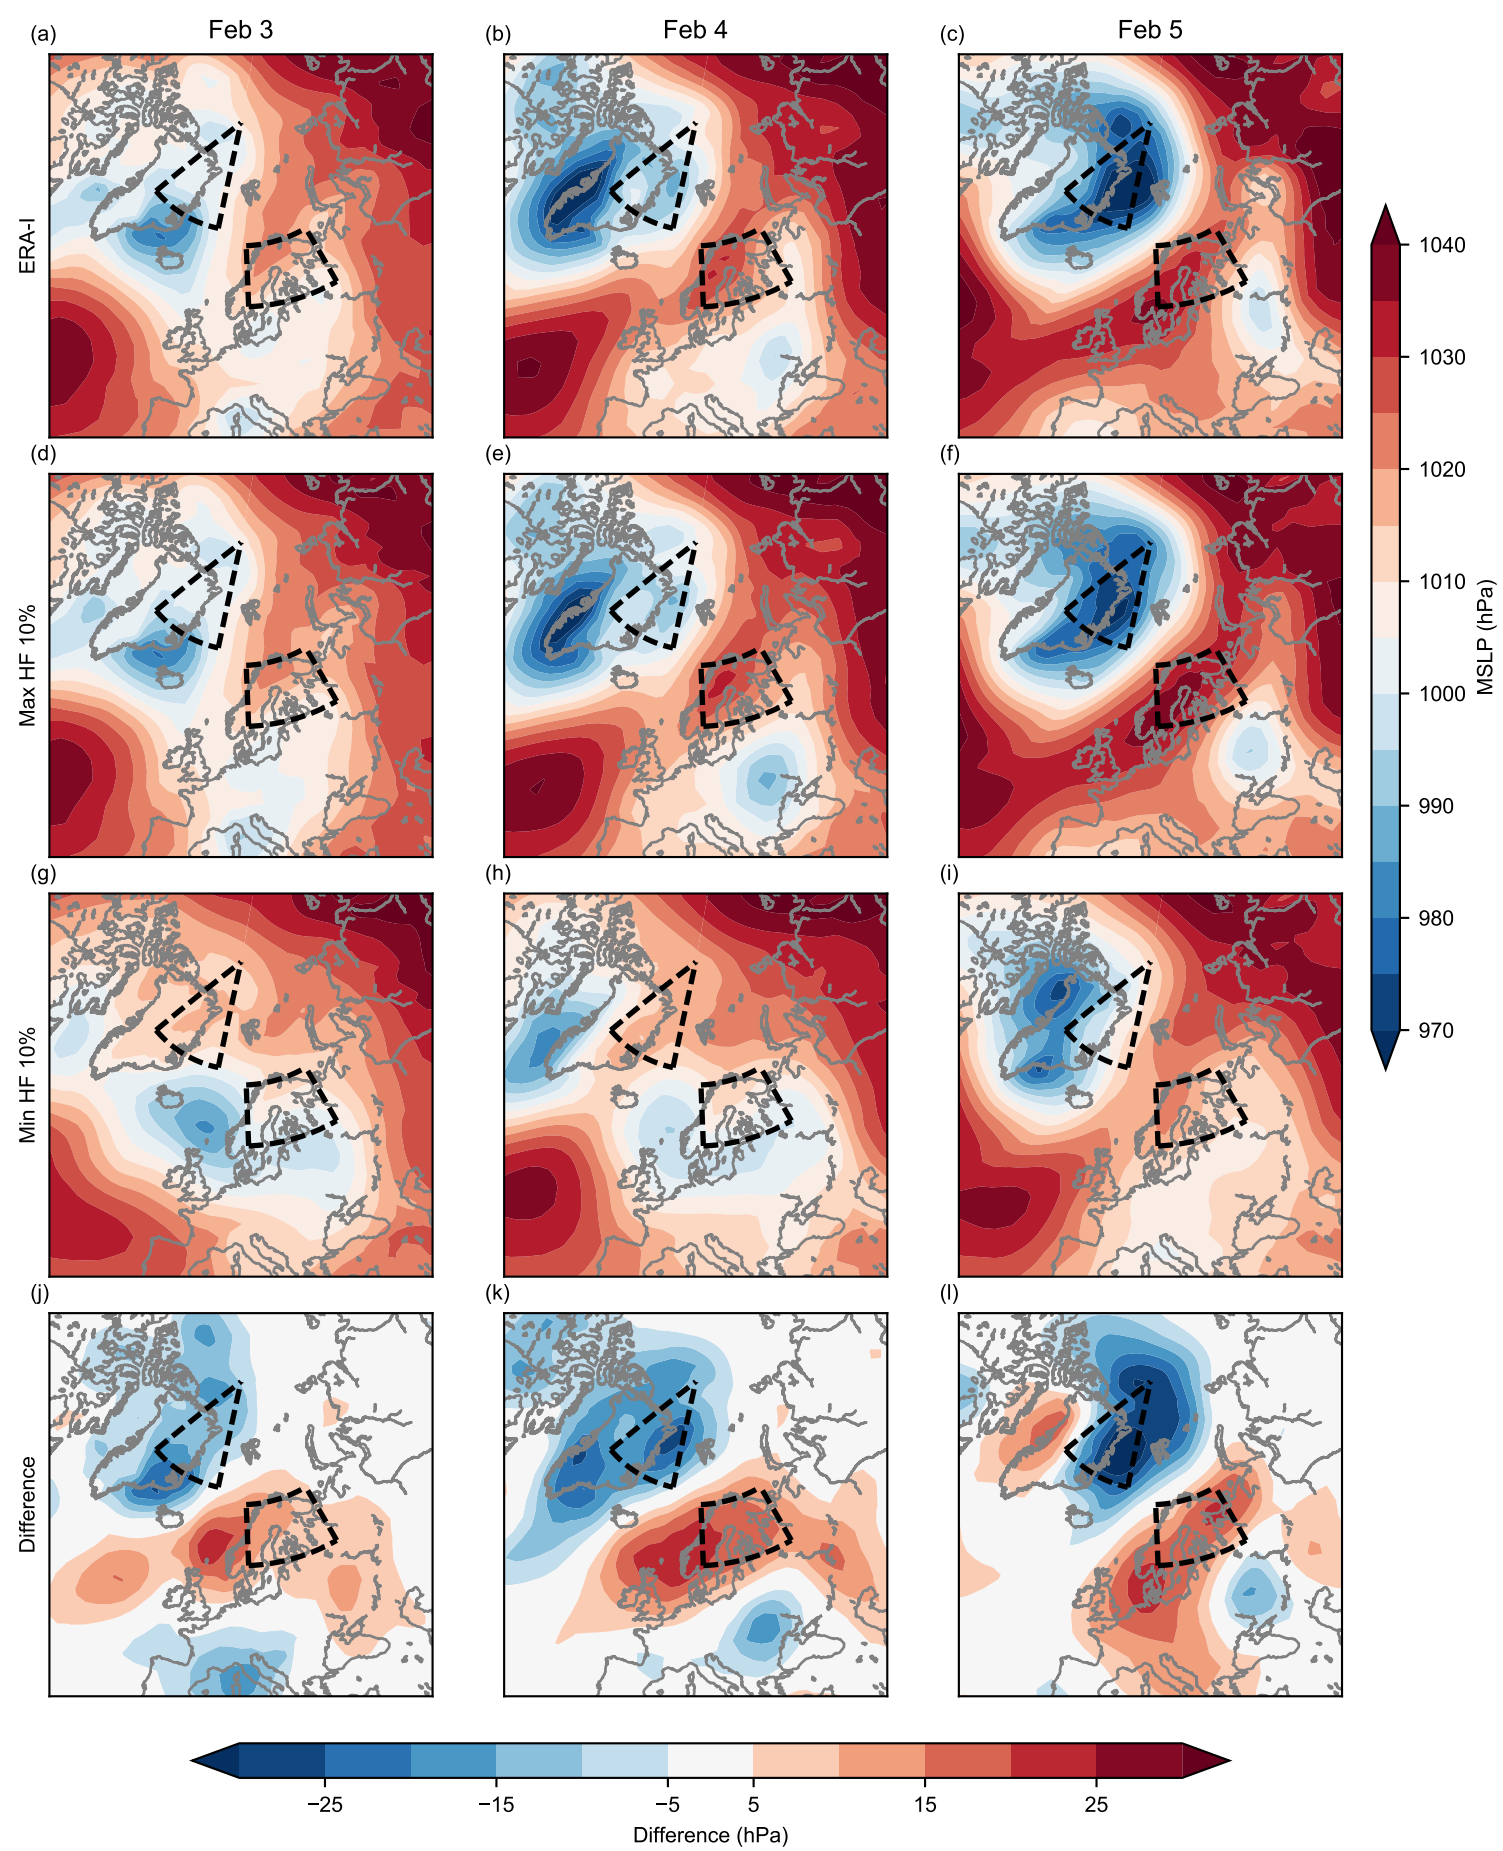 (a) Feb 3
(b) Feb 4
(c) Feb 5
ERA-I
(d)
(e)
(f)
Max HF 10%
(g)
(h)
(i)
Min HF 10%
(j)
(k)
(l)
Difference
1040
1030
1020
1010
1000
990
980
970
MSLP (hPa)
−25 −15 −5 5 15 25
Difference (hPa)